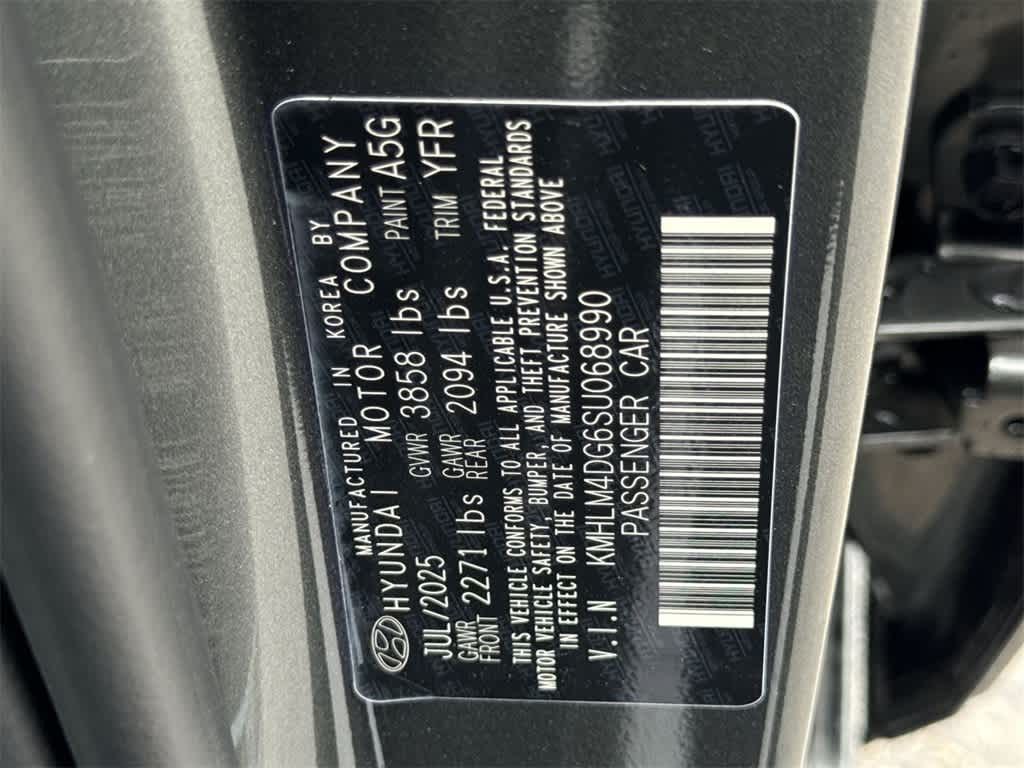 MANUFACTURED IN KOREA BY
HYUNDAI MOTOR COMPANY
JUL/2025 GVWR 3858 lbs PAINT A5G
GAWR FRONT 2271 lbs GAWR REAR 2094 lbs TRIM YFR
THIS VEHICLE CONFORMS TO ALL APPLICABLE U.S.A. FEDERAL
MOTOR VEHICLE SAFETY, BUMPER, AND THEFT PREVENTION STANDARDS
IN EFFECT ON THE DATE OF MANUFACTURE SHOWN ABOVE
V.I.N KMHLM4DG6SU068990
PASSENGER CAR